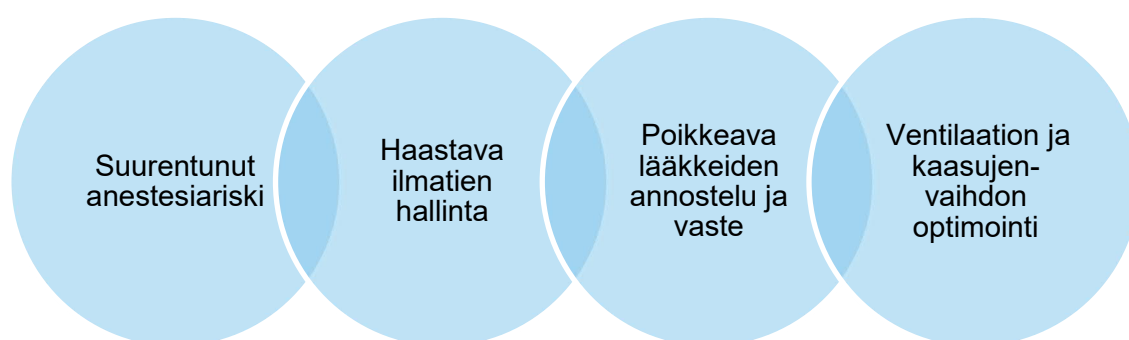 Suurentunut
anestesiariski
Haastava
ilmatien
hallinta
Poikkeava
lääkkeiden
annostelu ja
vaste
Ventilaation ja
kaasujen-
vaihdon
optimointi